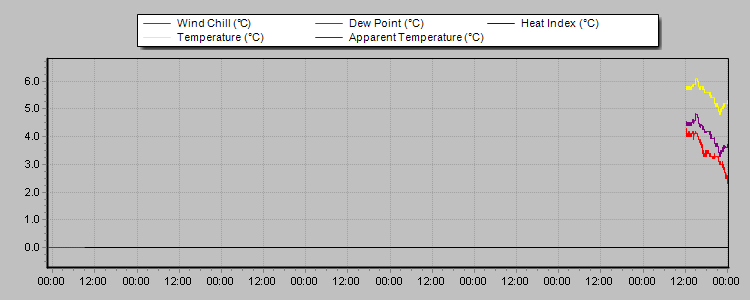 Wind Chill (°C) Dew Point (°C) Heat Index (°C)
Temperature (°C) Apparent Temperature (°C)
6.0
5.0
4.0
3.0
2.0
1.0
0.0
00:00 12:00 00:00 12:00 00:00 12:00 00:00 12:00 00:00 12:00 00:00 12:00 00:00 12:00 00:00 12:00 00:00